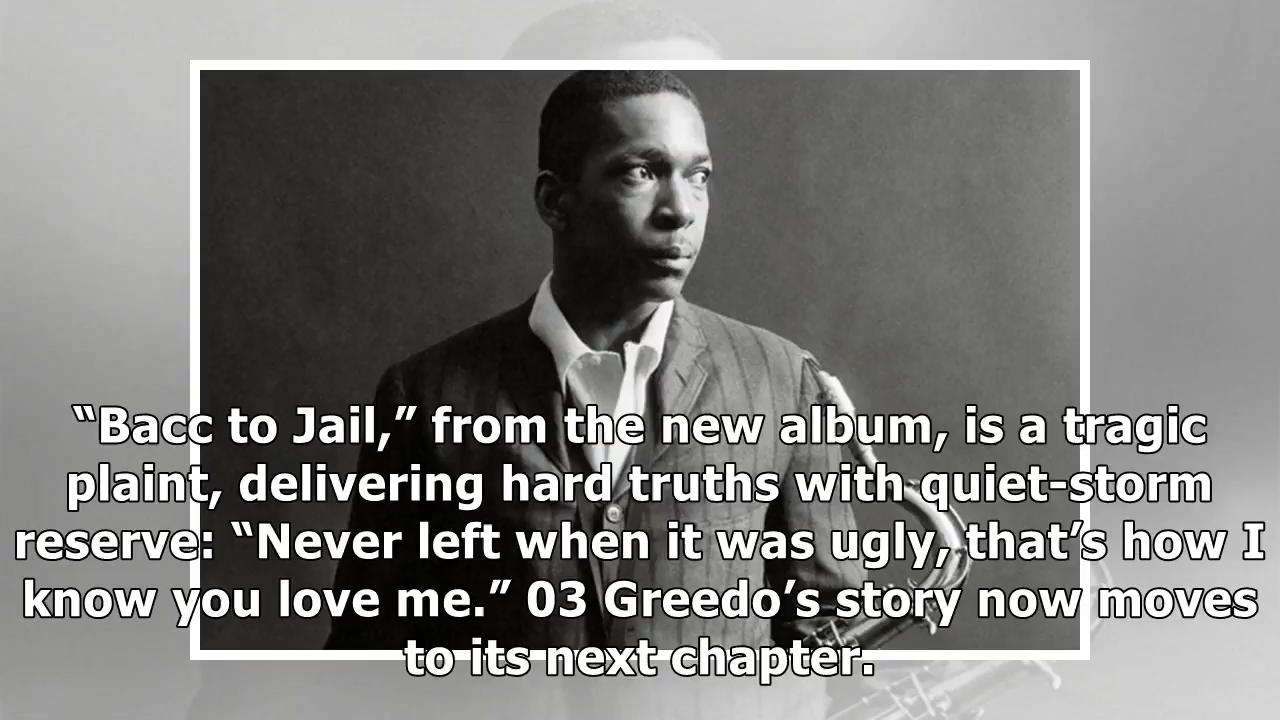 “Bacc to Jail,” from the new album, is a tragic
plaint, delivering hard truths with quiet-storm
reserve: “Never left when it was ugly, that’s how I
know you love me.” 03 Greedo’s story now moves
to its next chapter.